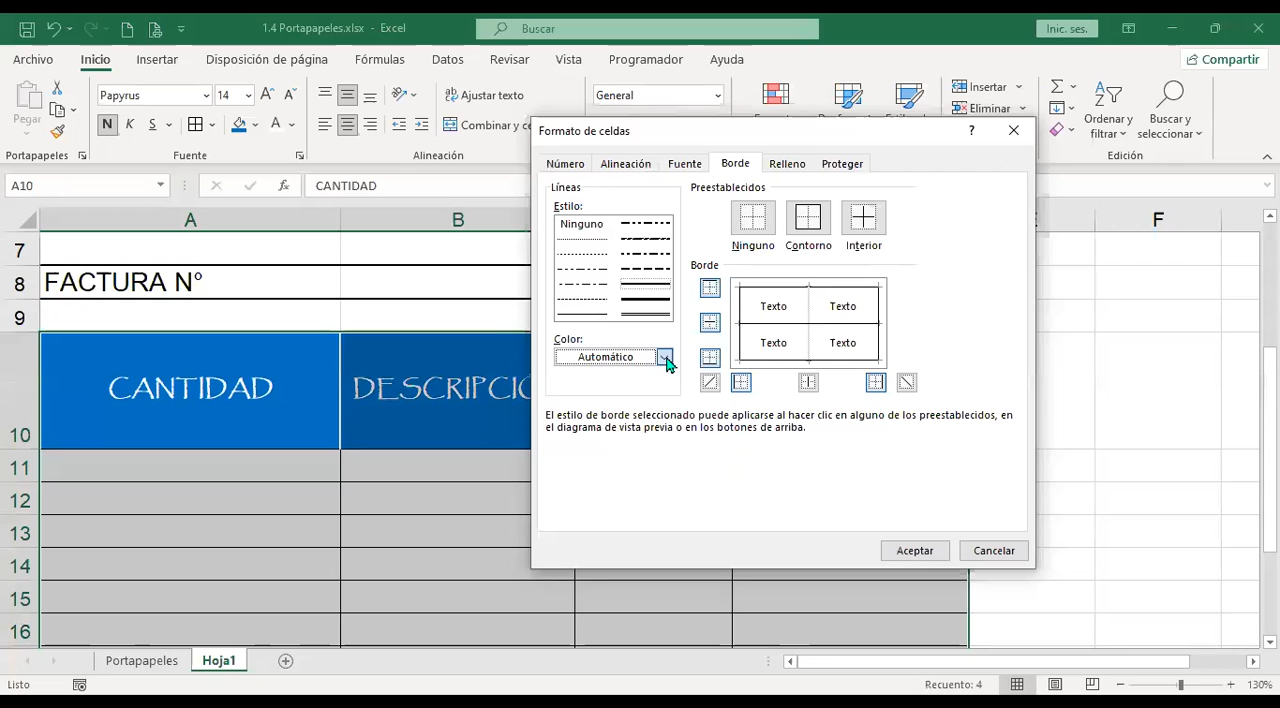 1.4 Portapapeles.xlsx - Excel
Buscar
Inic. ses.
Archivo Inicio Insertar Disposición de página Fórmulas Datos Revisar Vista Programador Ayuda Compartir
Pegar
Papyrus 14 A A
N K S A
Portapapeles
Fuente
ab Ajustar texto
Combinar y ce
Alineación
General
Insertar
Eliminar
Ordenar y filtrar
Buscar y seleccionar
Edición
A10 fx CANTIDAD
A B E F
7
8 FACTURA N°
9
10 CANTIDAD DESCRIPCIÓ
11
12
13
14
15
16
Formato de celdas ?
Número Alineación Fuente Borde Relleno Proteger
Líneas
Estilo:
Ninguno
Color:
Automático
Preestablecidos
Ninguno Contorno Interior
Borde
Texto Texto
Texto Texto
El estilo de borde seleccionado puede aplicarse al hacer clic en alguno de los preestablecidos, en
el diagrama de vista previa o en los botones de arriba.
Aceptar Cancelar
Portapapeles Hoja1
Listo
Recuento: 4
130%